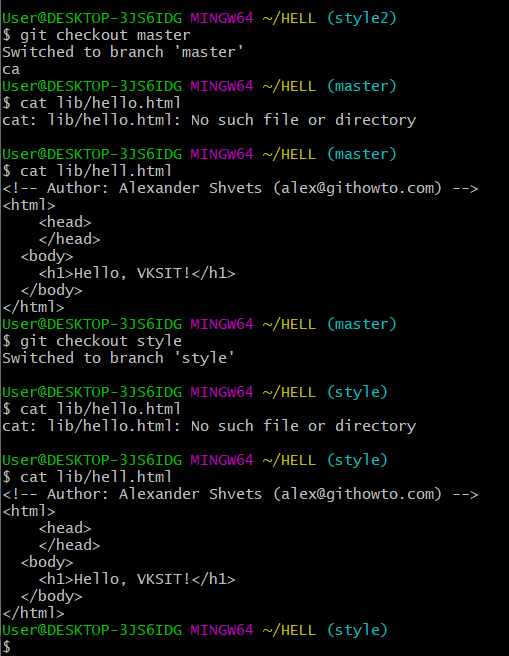 User@DESKTOP-3JS6IDG MINGW64 ~/HELL (style2)
$ git checkout master
Switched to branch 'master'
ca
User@DESKTOP-3JS6IDG MINGW64 ~/HELL (master)
$ cat lib/hello.html
cat: lib/hello.html: No such file or directory
User@DESKTOP-3JS6IDG MINGW64 ~/HELL (master)
$ cat lib/hell.html
<!-- Author: Alexander Shvets (alex@githowto.com) -->
<html>
    <head>
    </head>
  <body>
    <h1>Hello, VKSIT!</h1>
  </body>
</html>
User@DESKTOP-3JS6IDG MINGW64 ~/HELL (master)
$ git checkout style
Switched to branch 'style'
User@DESKTOP-3JS6IDG MINGW64 ~/HELL (style)
$ cat lib/hello.html
cat: lib/hello.html: No such file or directory
User@DESKTOP-3JS6IDG MINGW64 ~/HELL (style)
$ cat lib/hell.html
<!-- Author: Alexander Shvets (alex@githowto.com) -->
<html>
    <head>
    </head>
  <body>
    <h1>Hello, VKSIT!</h1>
  </body>
</html>
User@DESKTOP-3JS6IDG MINGW64 ~/HELL (style)
$